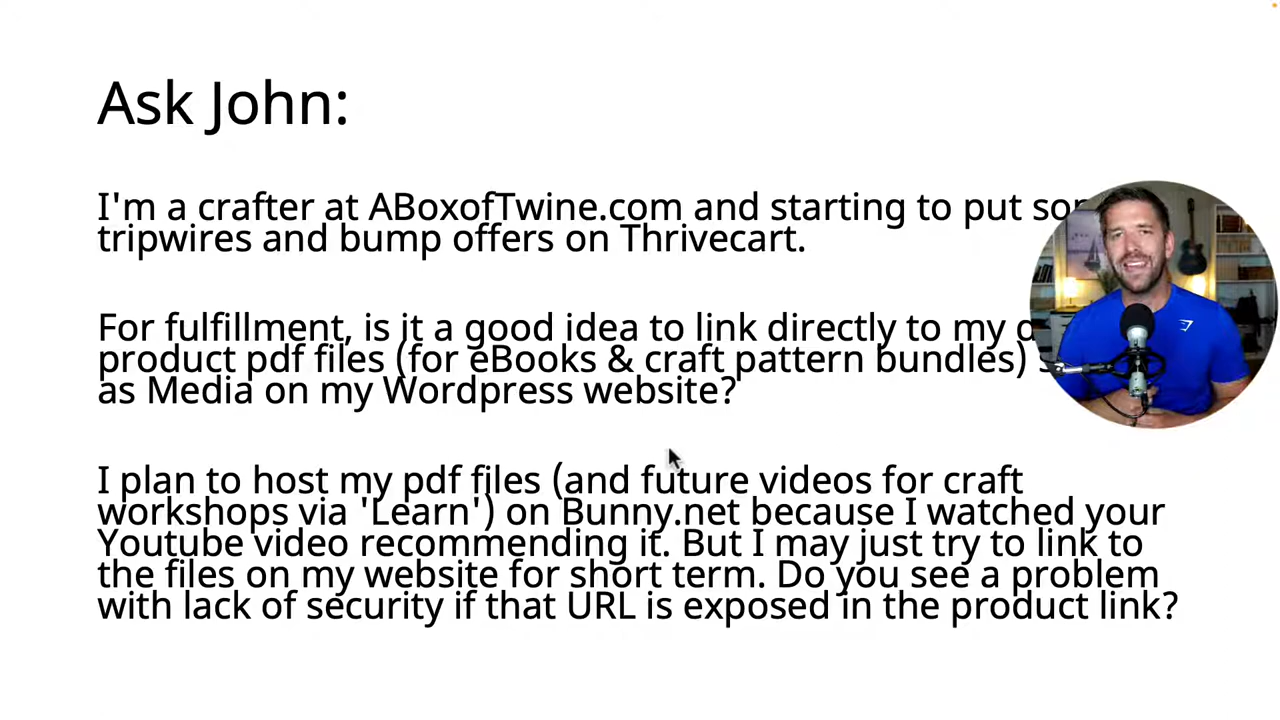 Ask John:
I'm a crafter at ABoxofTwine.com and starting to put
tripwires and bump offers on Thrivecart.
For fulfillment, is it a good idea to link directly to my
product pdf files (for eBooks & craft pattern bundles)
as Media on my Wordpress website?
I plan to host my pdf files (and future videos for craft
workshops via 'Learn') on Bunny.net because I watched your
Youtube video recommending it. But I may just try to link to
the files on my website for short term. Do you see a problem
with lack of security if that URL is exposed in the product link?